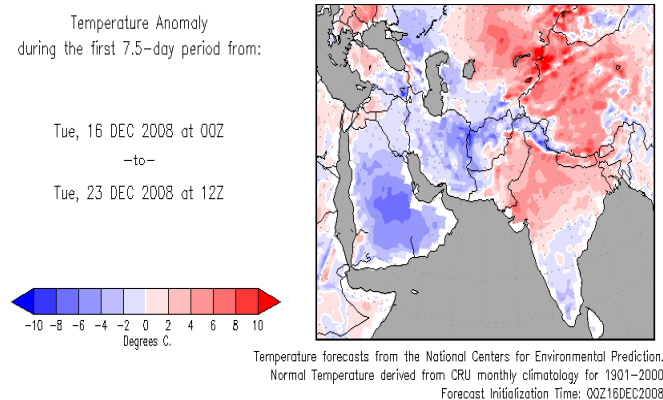 Temperature Anomaly
during the first 7.5-day period from:
Tue, 16 DEC 2008 at 00Z
-to-
Tue, 23 DEC 2008 at 12Z
-10 -8 -6 -4 -2 0 2 4 6 8 10
Degrees C.
Temperature forecasts from the National Centers for Environmental Prediction.
Normal Temperature derived from CRU monthly climatology for 1901-2000
Forecast Initialization Time: 00Z16DEC2008